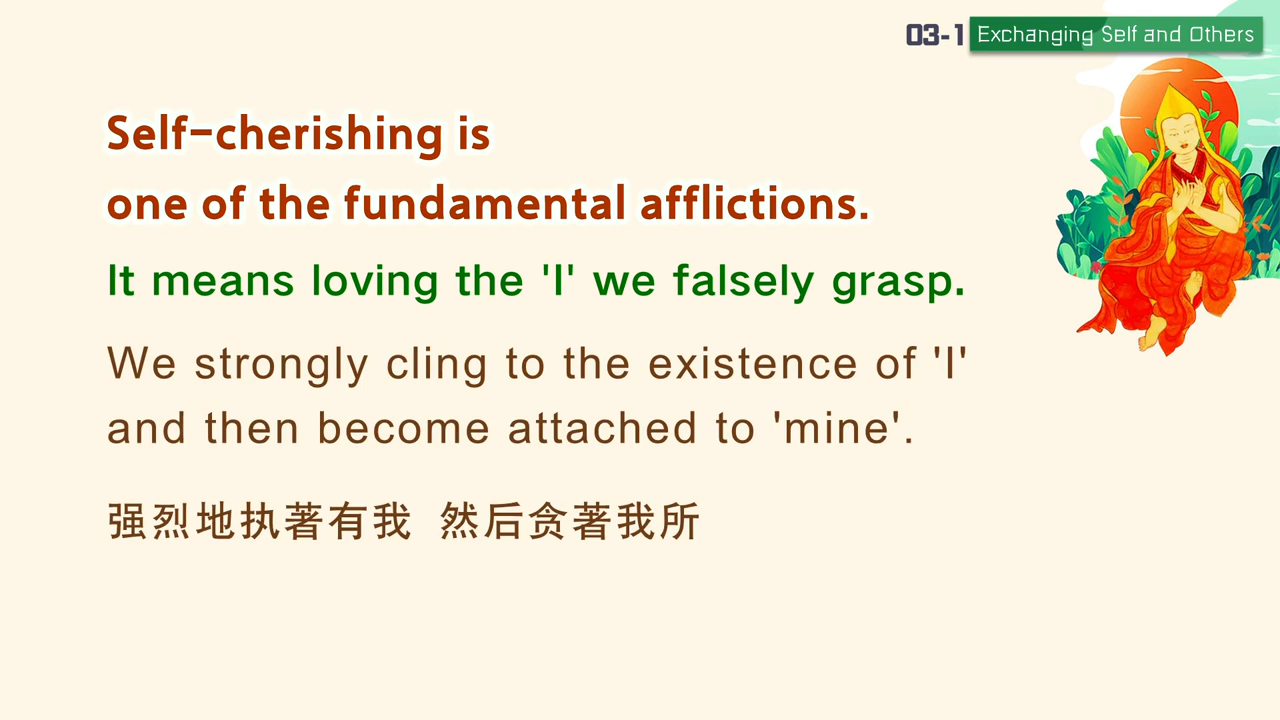 03-1 Exchanging Self and Others
Self-cherishing is
one of the fundamental afflictions.
It means loving the 'I' we falsely grasp.
We strongly cling to the existence of 'I'
and then become attached to 'mine'.
强烈地执著有我 然后贪著我所